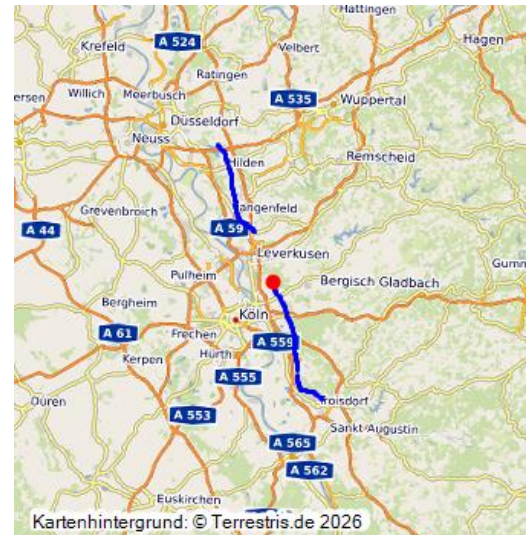 Hattingen
A 524
Hagen
Krefeld
Velbert
Ratingen
Willich
Meerbusch
A 535
Wuppertal
ersen
Düsseldorf
Neuss
Hilden
Remscheid
Grevenbroich
angenfeld
A 44
A 59
Leverkusen
Pulheim
Bergisch Gladbach
Gumm
Bergheim
Köln
A 61
Frechen
A 559
Hürth
Kerpen
A 555
Düren
Troisdorf
A 553
Sankt Augustin
A 565
A 562
Euskirchen
Kartenhintergrund: © Terrestris.de 2026